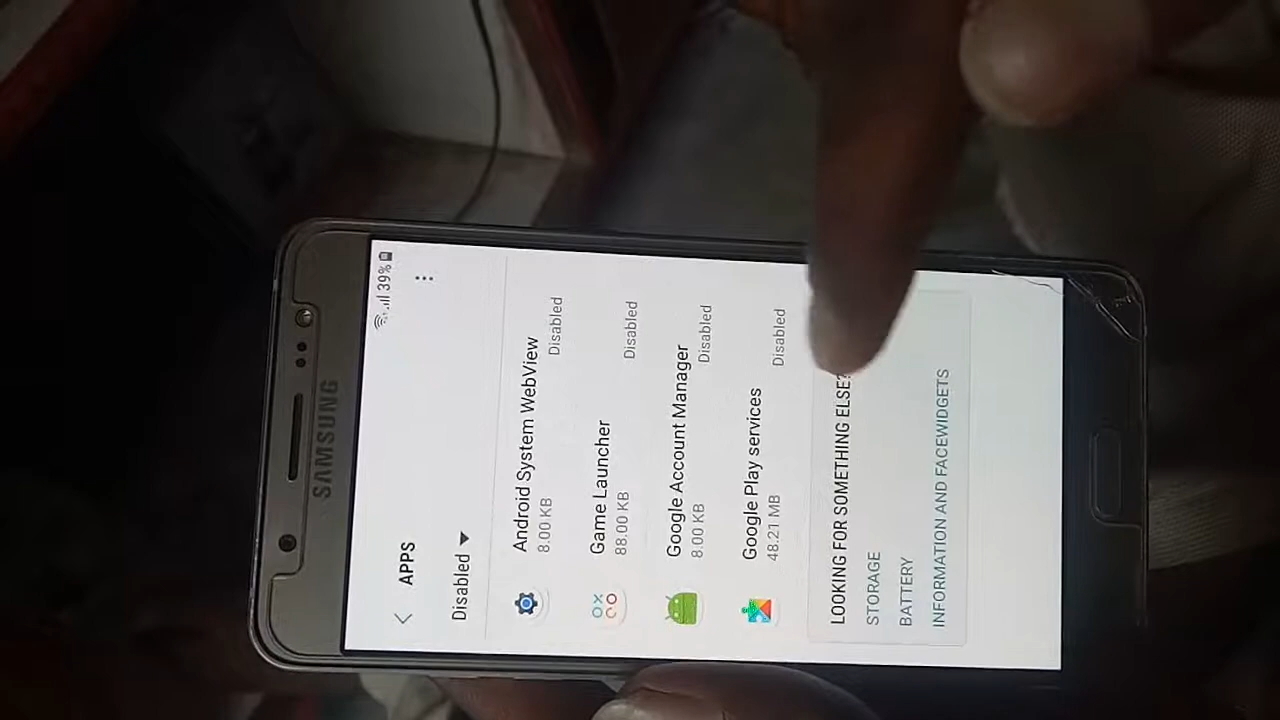 SAMSUNG
39%
APPS
Disabled
Android System WebView
8.00 KB
Disabled
Game Launcher
88.00 KB
Disabled
Google Account Manager
8.00 KB
Disabled
Google Play services
48.21 MB
Disabled
LOOKING FOR SOMETHING ELSE?
STORAGE
BATTERY
INFORMATION AND FACEWIDGETS